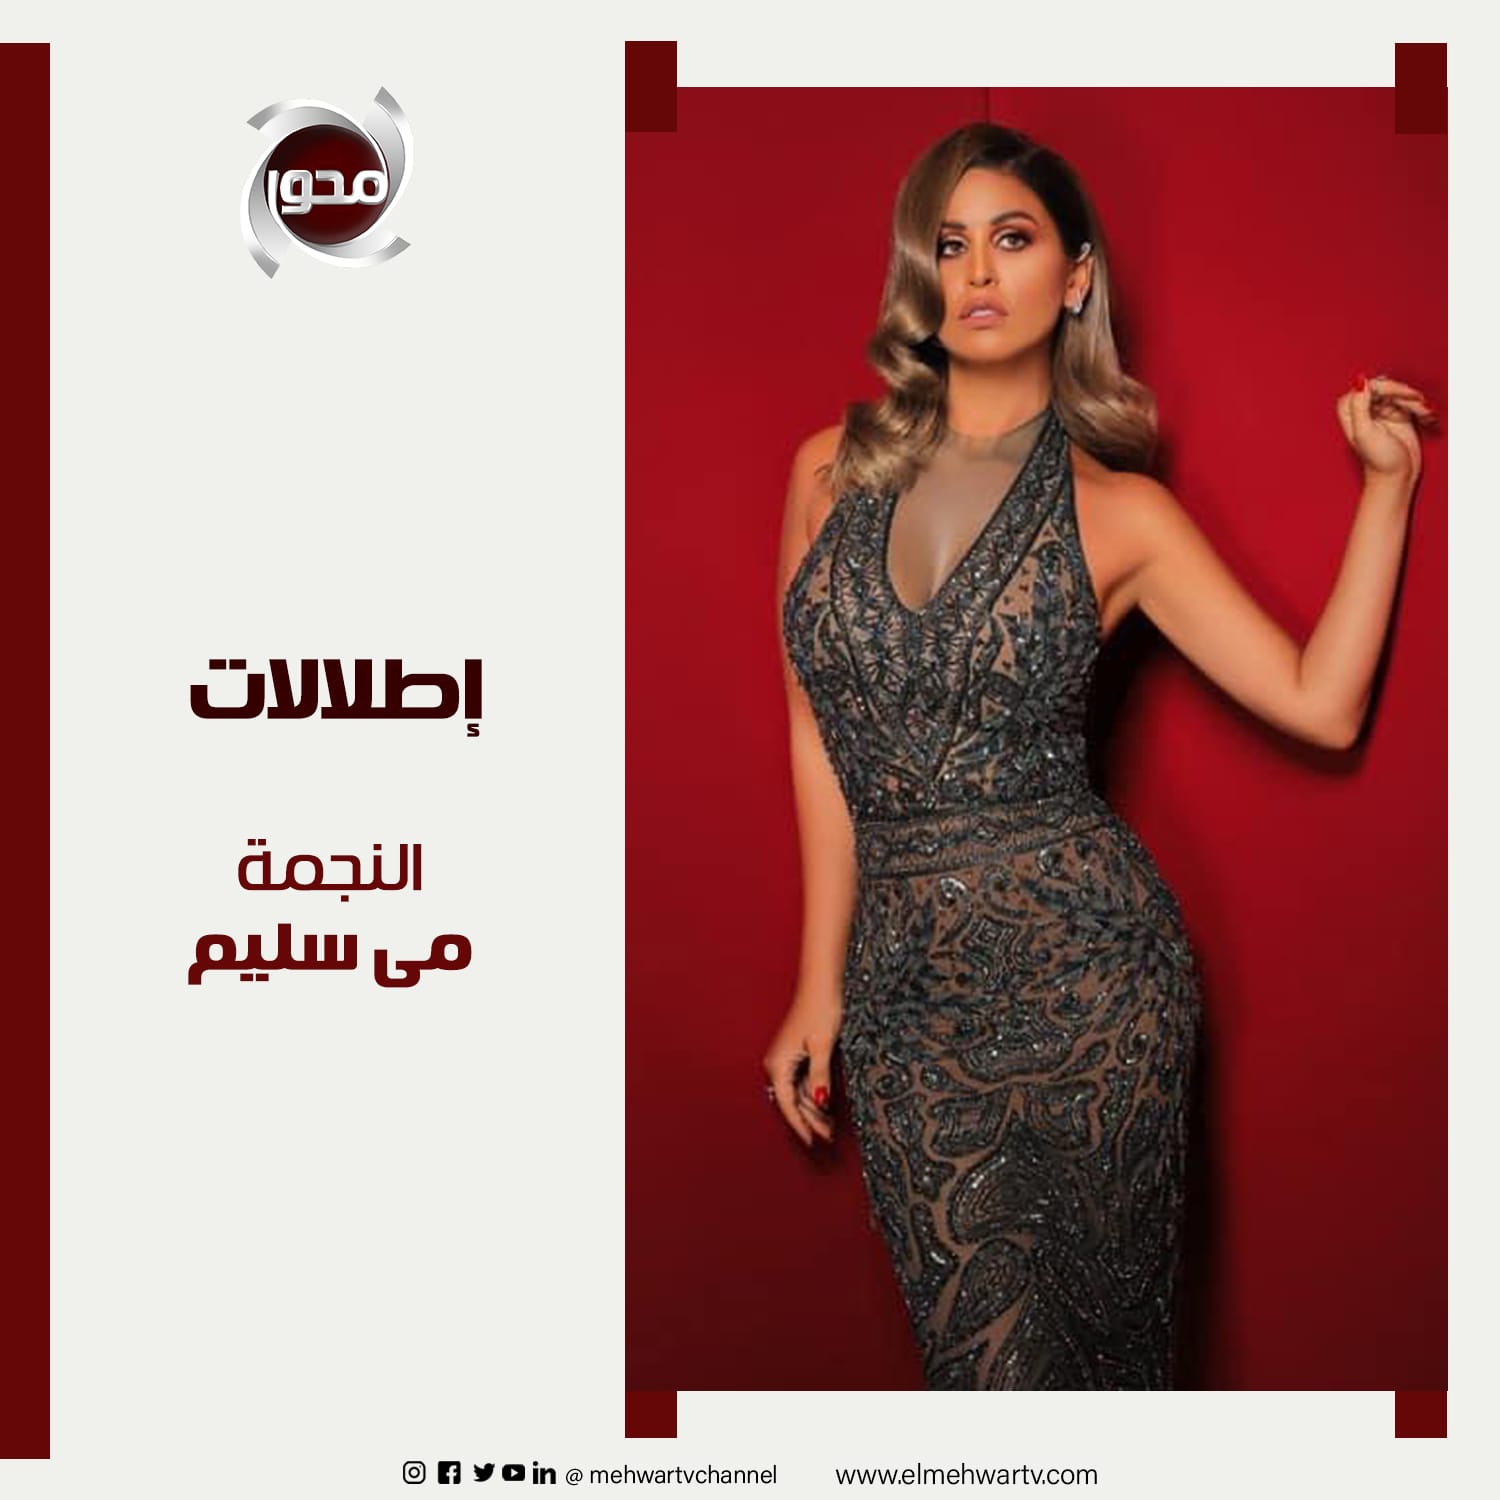 محور
إطلالات
النجمة
مى سليم
@ mehwartvchannel
www.elmehwartv.com